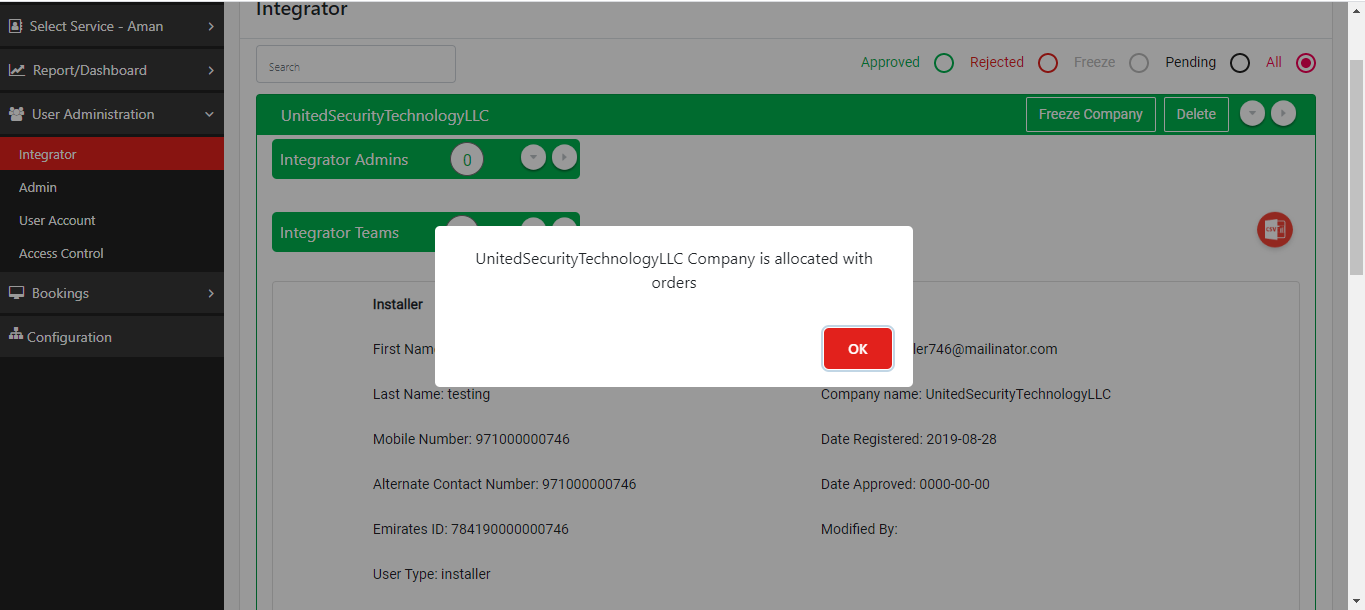 Integrator
Select Service - Aman
Report/Dashboard
User Administration
Integrator
Admin
User Account
Access Control
Bookings
Configuration
Search
Approved Rejected Freeze Pending All
UnitedSecurityTechnologyLLC Freeze Company Delete
Integrator Admins 0
Integrator Teams
CSV
UnitedSecurityTechnologyLLC Company is allocated with
orders
OK
Installer
First Name
ler746@mailinator.com
Last Name: testing
Company name: UnitedSecurityTechnologyLLC
Mobile Number: 971000000746
Date Registered: 2019-08-28
Alternate Contact Number: 971000000746
Date Approved: 0000-00-00
Emirates ID: 784190000000746
Modified By:
User Type: installer